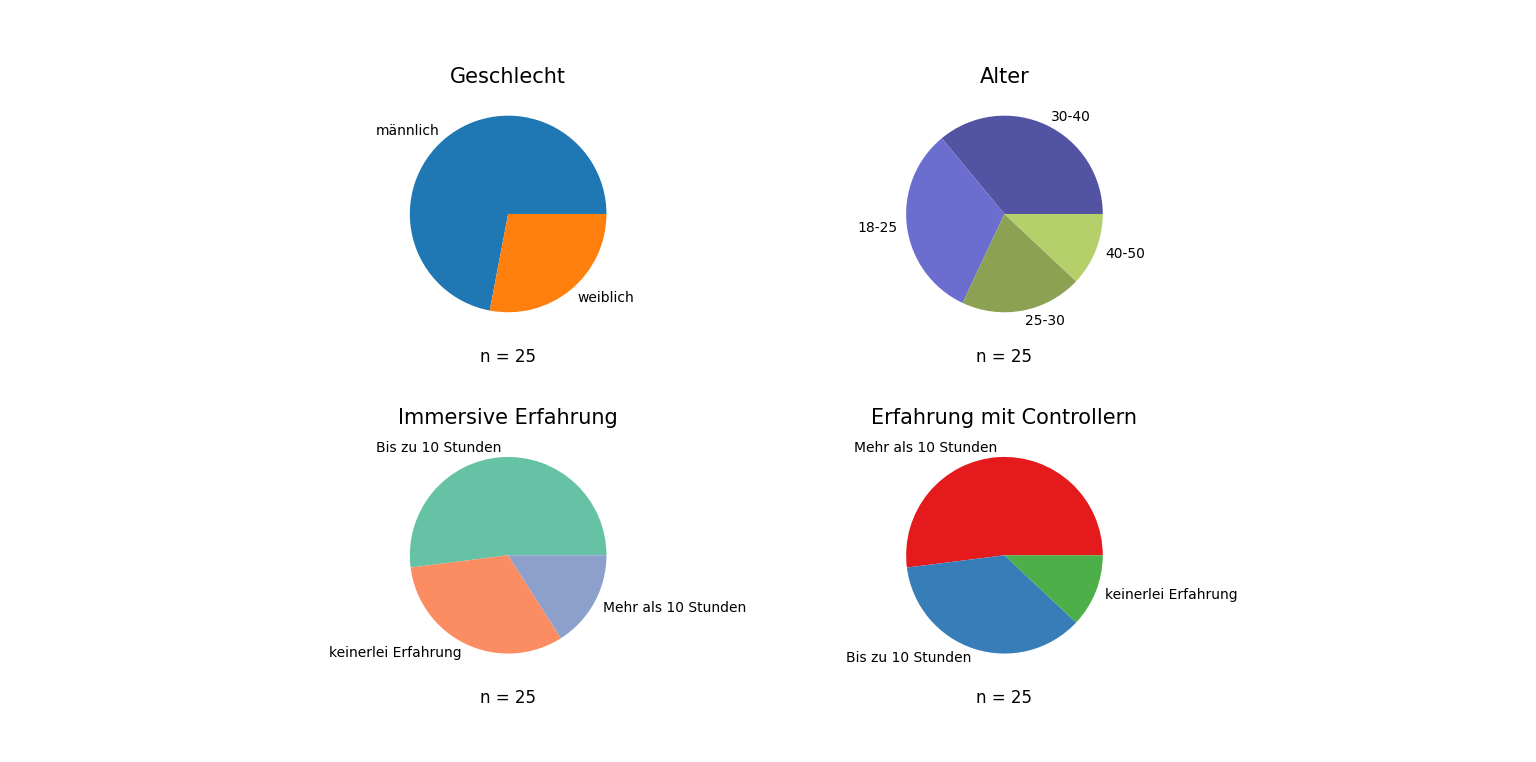 Geschlecht
männlich
weiblich
n = 25
Alter
30-40
18-25
40-50
25-30
n = 25
Immersive Erfahrung
Bis zu 10 Stunden
Mehr als 10 Stunden
keinerlei Erfahrung
n = 25
Erfahrung mit Controllern
Mehr als 10 Stunden
keinerlei Erfahrung
Bis zu 10 Stunden
n = 25